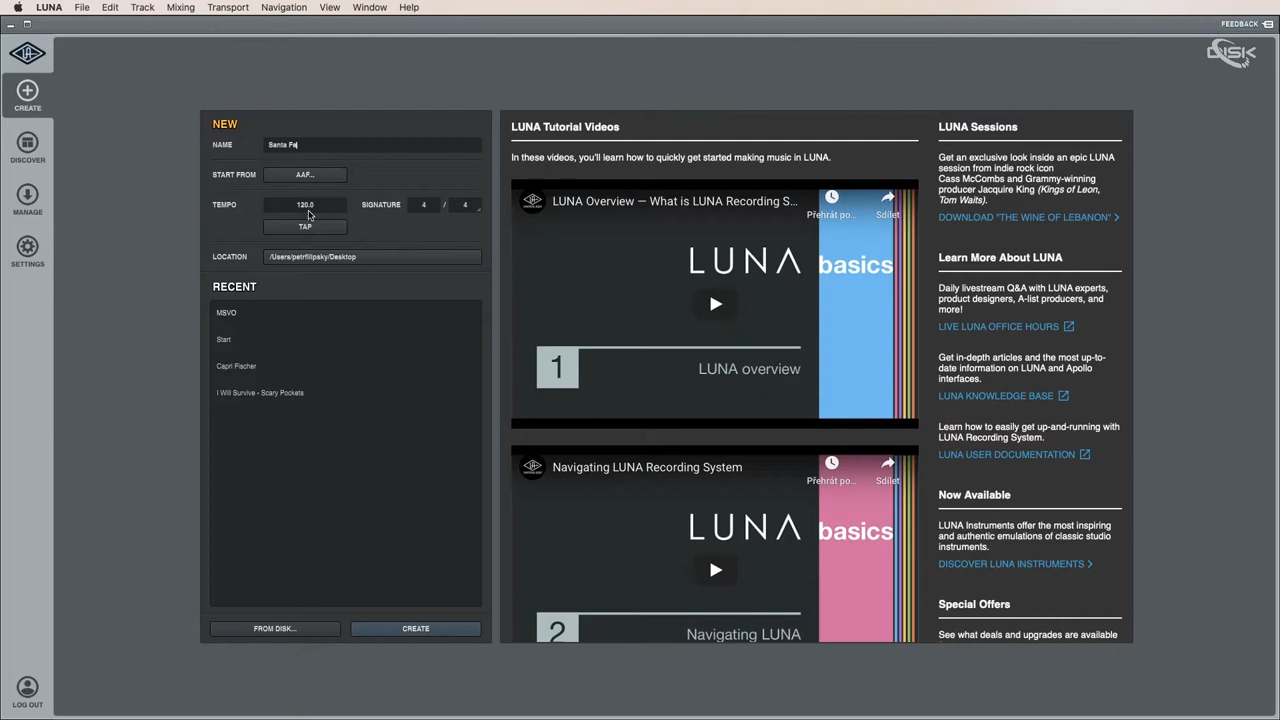 LUNA File Edit Track Mixing Transport Navigation View Window Help
FEEDBACK
DISK
CREATE
DISCOVER
MANAGE
SETTINGS
LOG OUT
NEW
NAME Santa Fe
START FROM AAF...
TEMPO 120.0 SIGNATURE 4 / 4
TAP
LOCATION /Users/petrfilipsky/Desktop
RECENT
MSVO
Start
Capri Fischer
I Will Survive - Scary Pockets
FROM DISK... CREATE
LUNA Tutorial Videos
In these videos, you'll learn how to quickly get started making music in LUNA.
LUNA Overview — What is LUNA Recording S...
Přehrát po... Sdílet
LUNA basics
1 LUNA overview
Navigating LUNA Recording System
Přehrát po... Sdílet
LUNA basics
2 Navigating LUNA
LUNA Sessions
Get an exclusive look inside an epic LUNA
session from indie rock icon
Cass McCombs and Grammy-winning
producer Jacquire King (Kings of Leon,
Tom Waits).
DOWNLOAD "THE WINE OF LEBANON"
Learn More About LUNA
Daily livestream Q&A with LUNA experts,
product designers, A-list producers, and
more!
LIVE LUNA OFFICE HOURS
Get in-depth articles and the most up-to-
date information on LUNA and Apollo
interfaces.
LUNA KNOWLEDGE BASE
Learn how to easily get up-and-running with
LUNA Recording System.
LUNA USER DOCUMENTATION
Now Available
LUNA Instruments offer the most inspiring
and authentic emulations of classic studio
instruments.
DISCOVER LUNA INSTRUMENTS
Special Offers
See what deals and upgrades are available